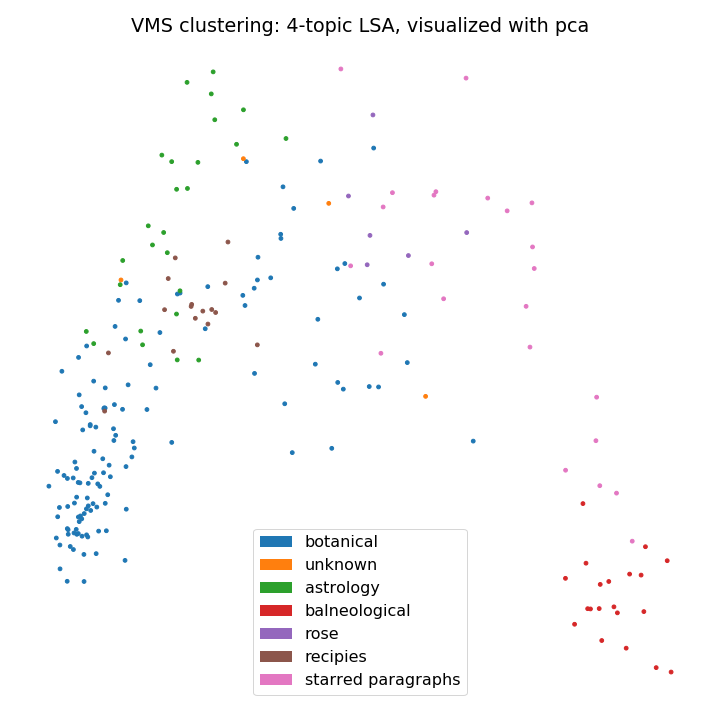 VMS clustering: 4-topic LSA, visualized with pca
botanical
unknown
astrology
balneological
rose
recipies
starred paragraphs